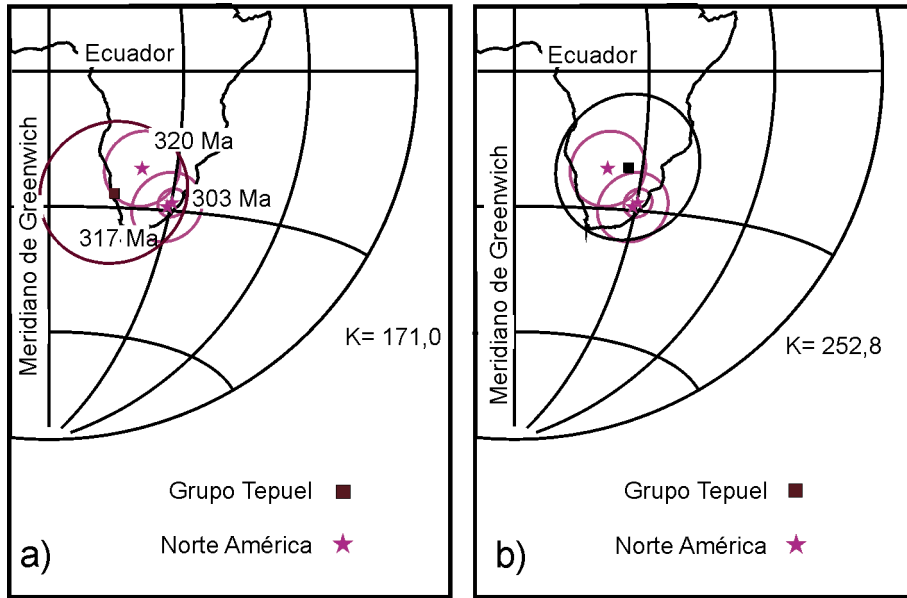 Ecuador
Meridiano de Greenwich
320 Ma
303 Ma
317 Ma
K= 171,0
Grupo Tepuel
Norte América
a)
Ecuador
Meridiano de Greenwich
K= 252,8
Grupo Tepuel
Norte América
b)